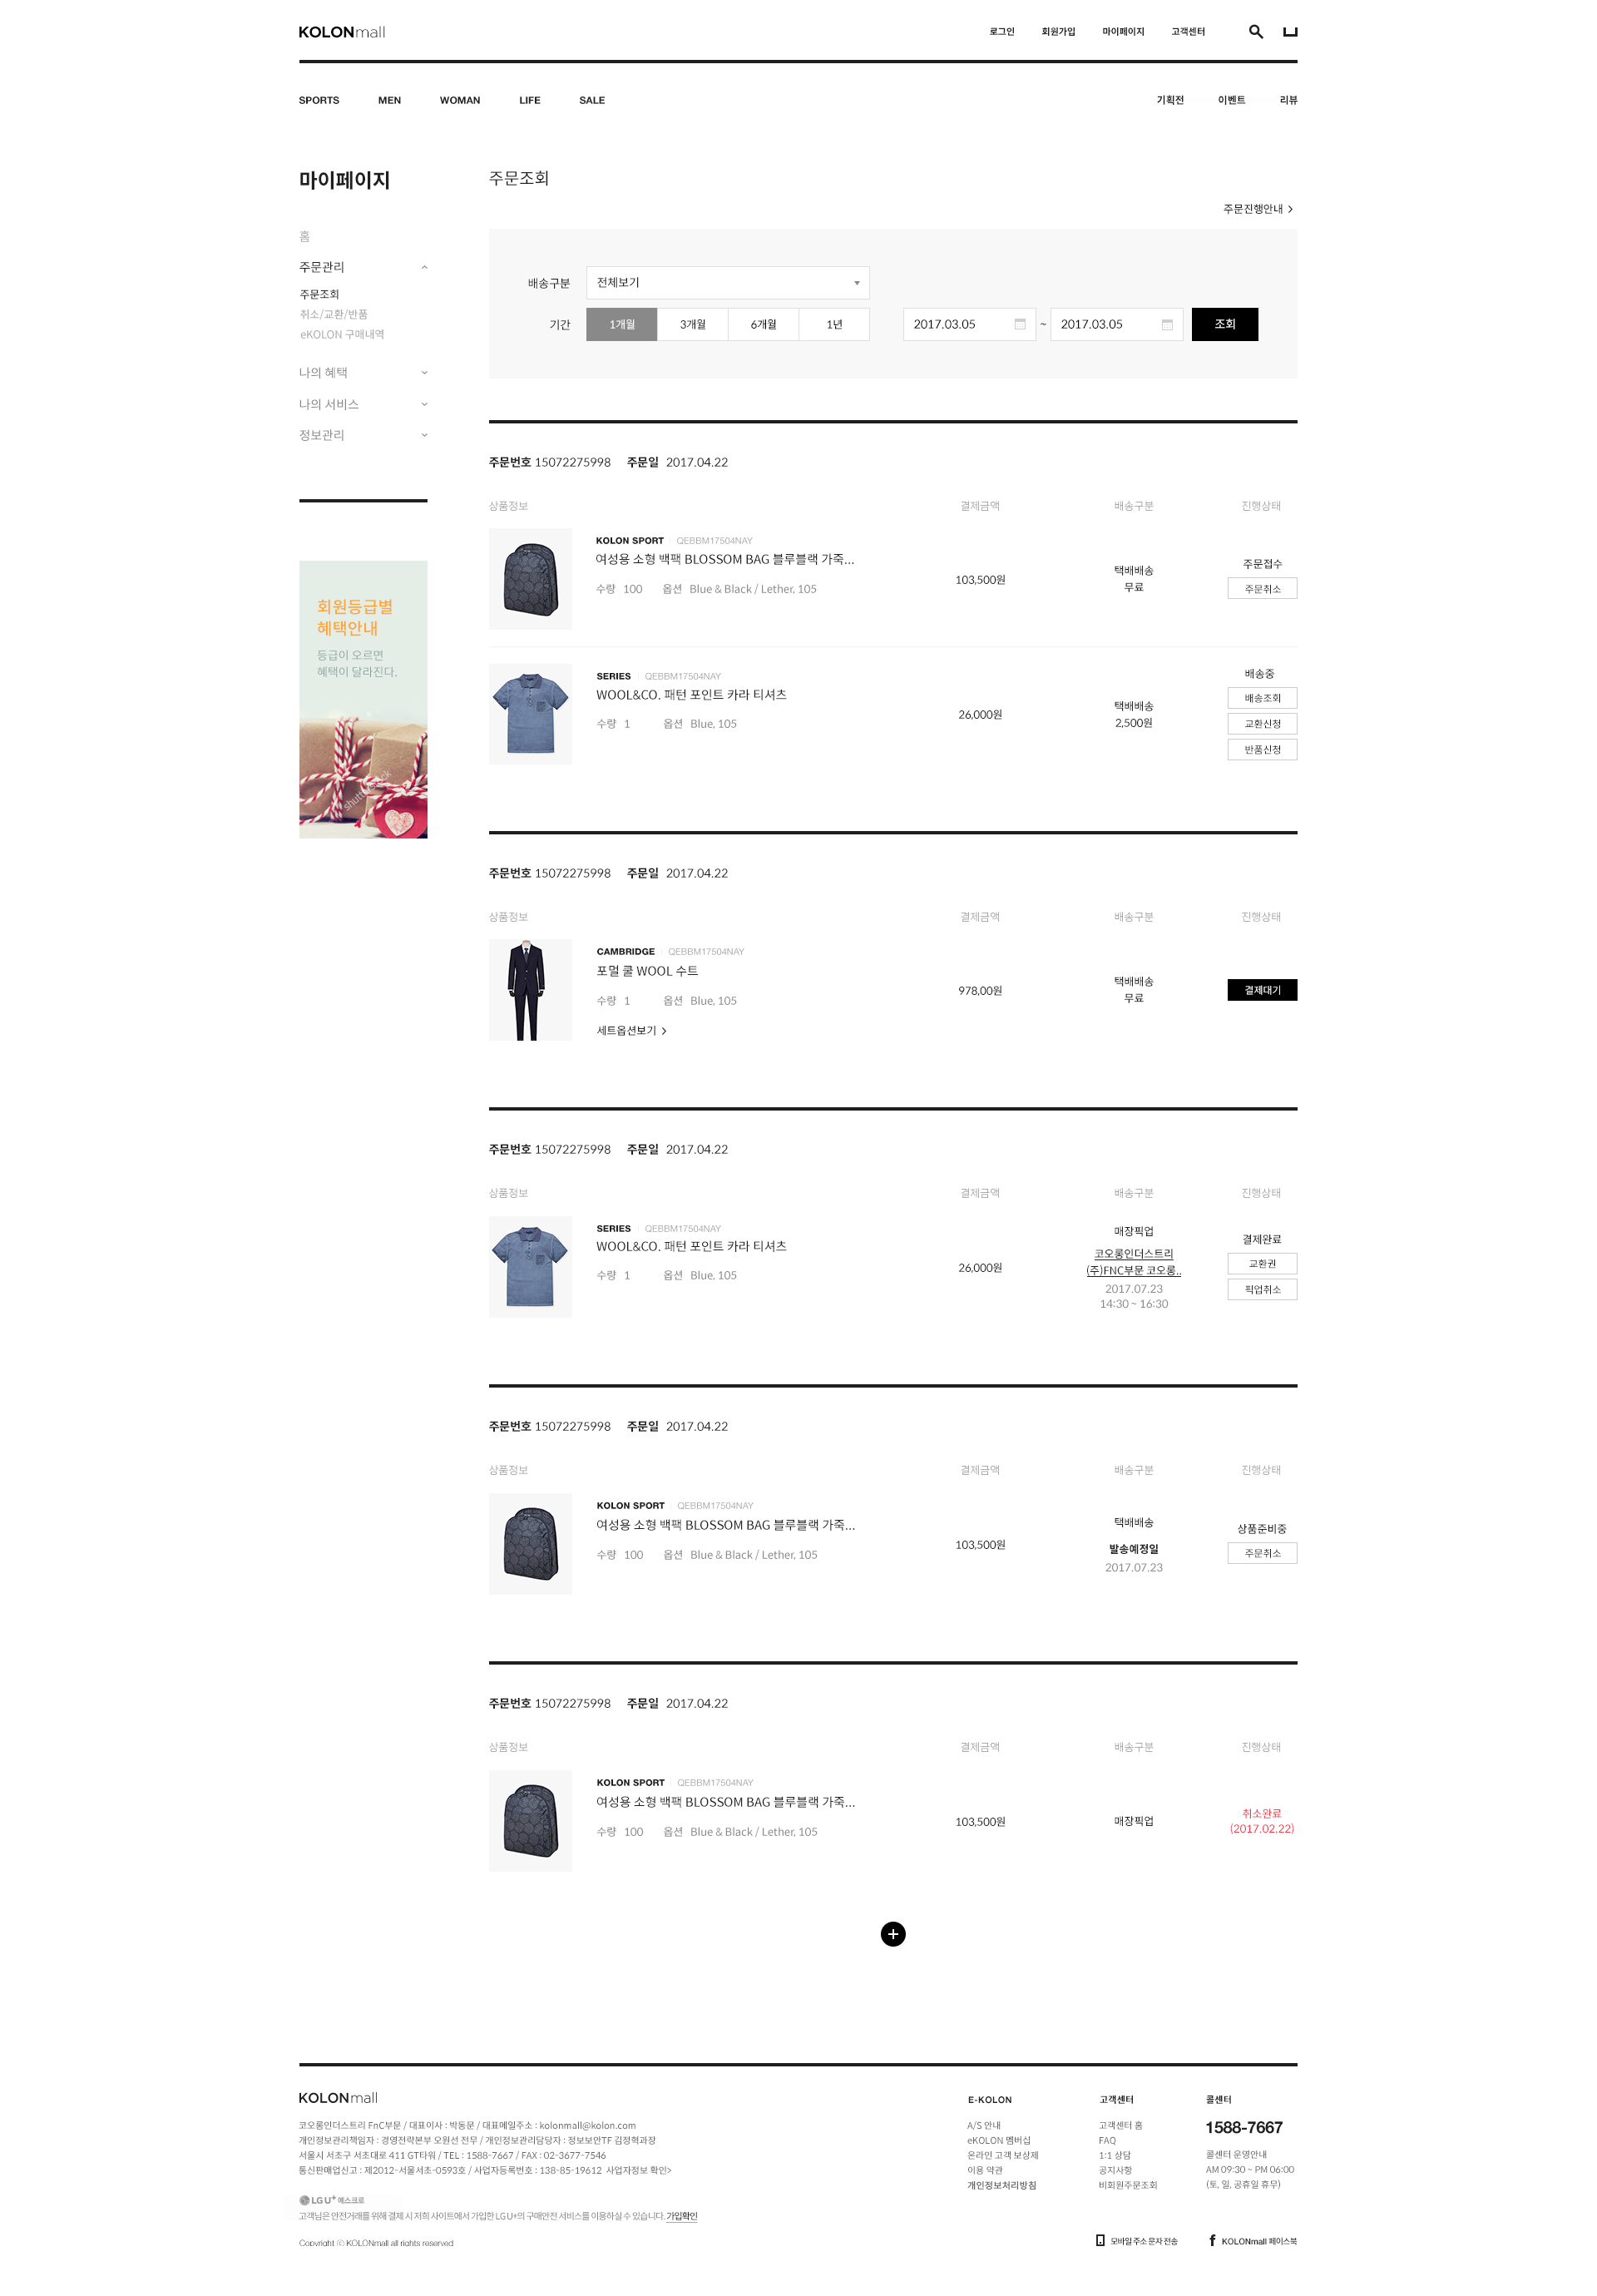 KOLONmall
로그인 회원가입 마이페이지 고객센터
SPORTS MEN WOMAN LIFE SALE
기획전 이벤트 리뷰
마이페이지
홈
주문관리
주문조회
취소/교환/반품
eKOLON 구매내역
나의 혜택
나의 서비스
정보관리
회원등급별
혜택안내
등급이 오르면
혜택이 달라진다.
shutterstock
주문조회
주문진행안내 >
배송구분 전체보기
기간 1개월 3개월 6개월 1년 2017.03.05 ~ 2017.03.05 조회
주문번호 15072275998 주문일 2017.04.22
상품정보 결제금액 배송구분 진행상태
KOLON SPORT QEBBM17504NAY
여성용 소형 백팩 BLOSSOM BAG 블루블랙 가죽...
수량 100 옵션 Blue & Black / Lether, 105
103,500원
택배배송
무료
주문접수
주문취소
SERIES QEBBM17504NAY
WOOL&CO. 패턴 포인트 카라 티셔츠
수량 1 옵션 Blue, 105
26,000원
택배배송
2,500원
배송중
배송조회
교환신청
반품신청
주문번호 15072275998 주문일 2017.04.22
상품정보 결제금액 배송구분 진행상태
CAMBRIDGE QEBBM17504NAY
포멀 쿨 WOOL 수트
수량 1 옵션 Blue, 105
세트옵션보기 >
978,00원
택배배송
무료
결제대기
주문번호 15072275998 주문일 2017.04.22
상품정보 결제금액 배송구분 진행상태
SERIES QEBBM17504NAY
WOOL&CO. 패턴 포인트 카라 티셔츠
수량 1 옵션 Blue, 105
26,000원
매장픽업
코오롱인더스트리
(주)FNC부문 코오롱..
2017.07.23
14:30 ~ 16:30
결제완료
교환권
픽업취소
주문번호 15072275998 주문일 2017.04.22
상품정보 결제금액 배송구분 진행상태
KOLON SPORT QEBBM17504NAY
여성용 소형 백팩 BLOSSOM BAG 블루블랙 가죽...
수량 100 옵션 Blue & Black / Lether, 105
103,500원
택배배송
발송예정일
2017.07.23
상품준비중
주문취소
주문번호 15072275998 주문일 2017.04.22
상품정보 결제금액 배송구분 진행상태
KOLON SPORT QEBBM17504NAY
여성용 소형 백팩 BLOSSOM BAG 블루블랙 가죽...
수량 100 옵션 Blue & Black / Lether, 105
103,500원
매장픽업
취소완료
(2017.02.22)
KOLONmall
코오롱인더스트리 FnC부문 / 대표이사 : 박동문 / 대표메일주소 : kolonmall@kolon.com
개인정보관리책임자 : 경영전략본부 오원선 전무 / 개인정보관리담당자 : 정보보안TF 김정혁과장
서울시 서초구 서초대로 411 GT타워 / TEL : 1588-7667 / FAX : 02-3677-7546
통신판매업신고 : 제2012-서울서초-0593호 / 사업자등록번호 : 138-85-19612 사업자정보 확인>
LG U+ 에스크로
고객님은 안전거래를 위해 결제 시 저희 사이트에서 가입한 LG U+의 구매안전 서비스를 이용하실 수 있습니다. 가입확인
Copyright ⓒ KOLONmall all rights reserved
E-KOLON
A/S 안내
eKOLON 멤버십
온라인 고객 보상제
이용 약관
개인정보처리방침
고객센터
고객센터 홈
FAQ
1:1 상담
공지사항
비회원주문조회
콜센터
1588-7667
콜센터 운영안내
AM 09:30 ~ PM 06:00
(토, 일, 공휴일 휴무)
모바일 주소 문자 전송
KOLONmall 페이스북